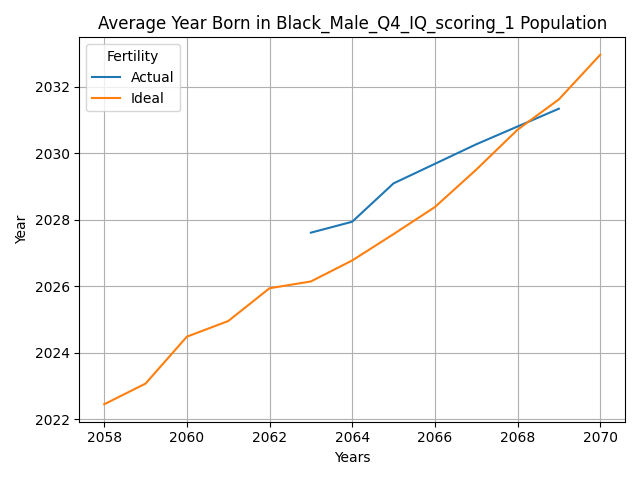 Average Year Born in Black_Male_Q4_IQ_scoring_1 Population
Fertility
Actual
Ideal
Year
2032
2030
2028
2026
2024
2022
2058 2060 2062 2064 2066 2068 2070
Years